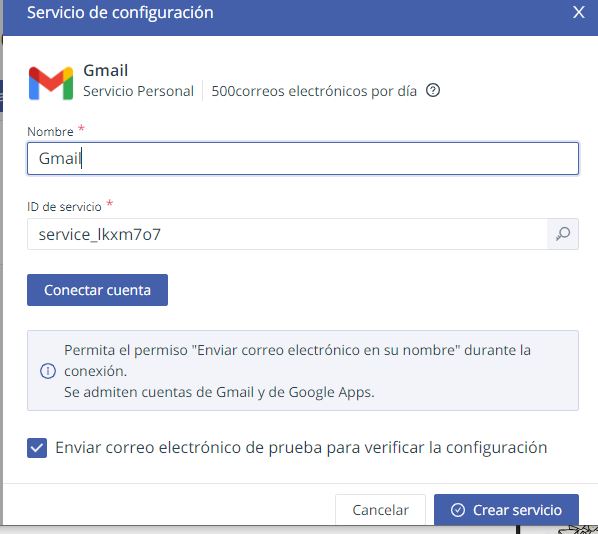 Servicio de configuración X
Gmail
Servicio Personal 500correos electrónicos por día
Nombre *
Gmail
ID de servicio *
service_lkxm7o7
Conectar cuenta
Permita el permiso "Enviar correo electrónico en su nombre" durante la
conexión.
Se admiten cuentas de Gmail y de Google Apps.
Enviar correo electrónico de prueba para verificar la configuración
Cancelar Crear servicio